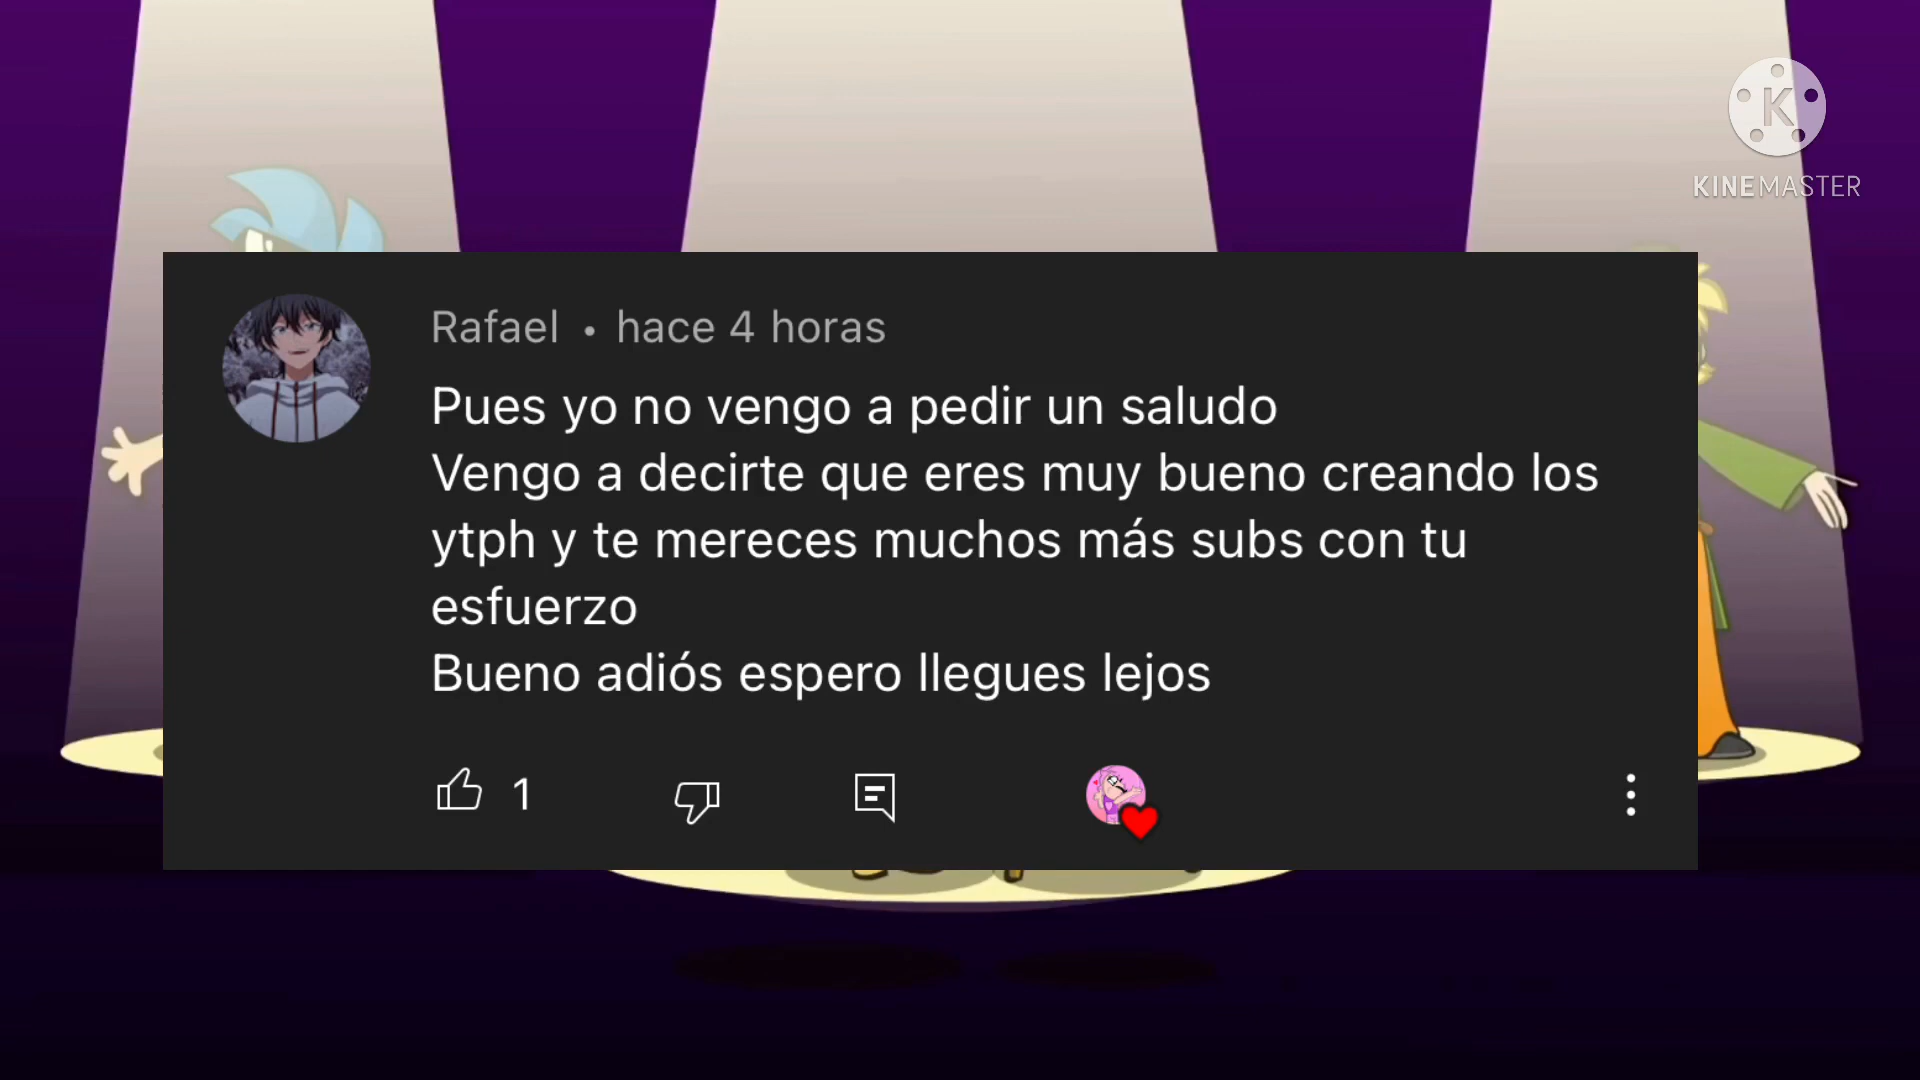 K
KINEMASTER
Rafael • hace 4 horas
Pues yo no vengo a pedir un saludo
Vengo a decirte que eres muy bueno creando los
ytph y te mereces muchos más subs con tu
esfuerzo
Bueno adiós espero llegues lejos
1